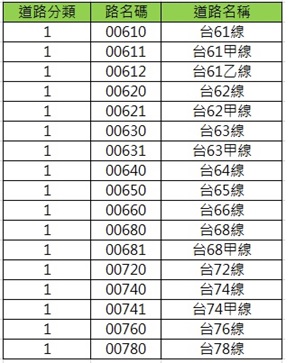 道路分類 路名碼 道路名稱
1 00610 台61線
1 00611 台61甲線
1 00612 台61乙線
1 00620 台62線
1 00621 台62甲線
1 00630 台63線
1 00631 台63甲線
1 00640 台64線
1 00650 台65線
1 00660 台66線
1 00680 台68線
1 00681 台68甲線
1 00720 台72線
1 00740 台74線
1 00741 台74甲線
1 00760 台76線
1 00780 台78線